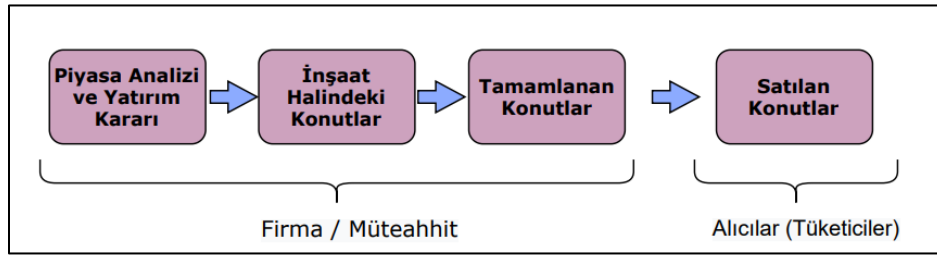 Piyasa Analizi
ve Yatırım
Kararı
İnşaat
Halindeki
Konutlar
Tamamlanan
Konutlar
Satılan
Konutlar
Firma / Müteahhit
Alıcılar (Tüketiciler)